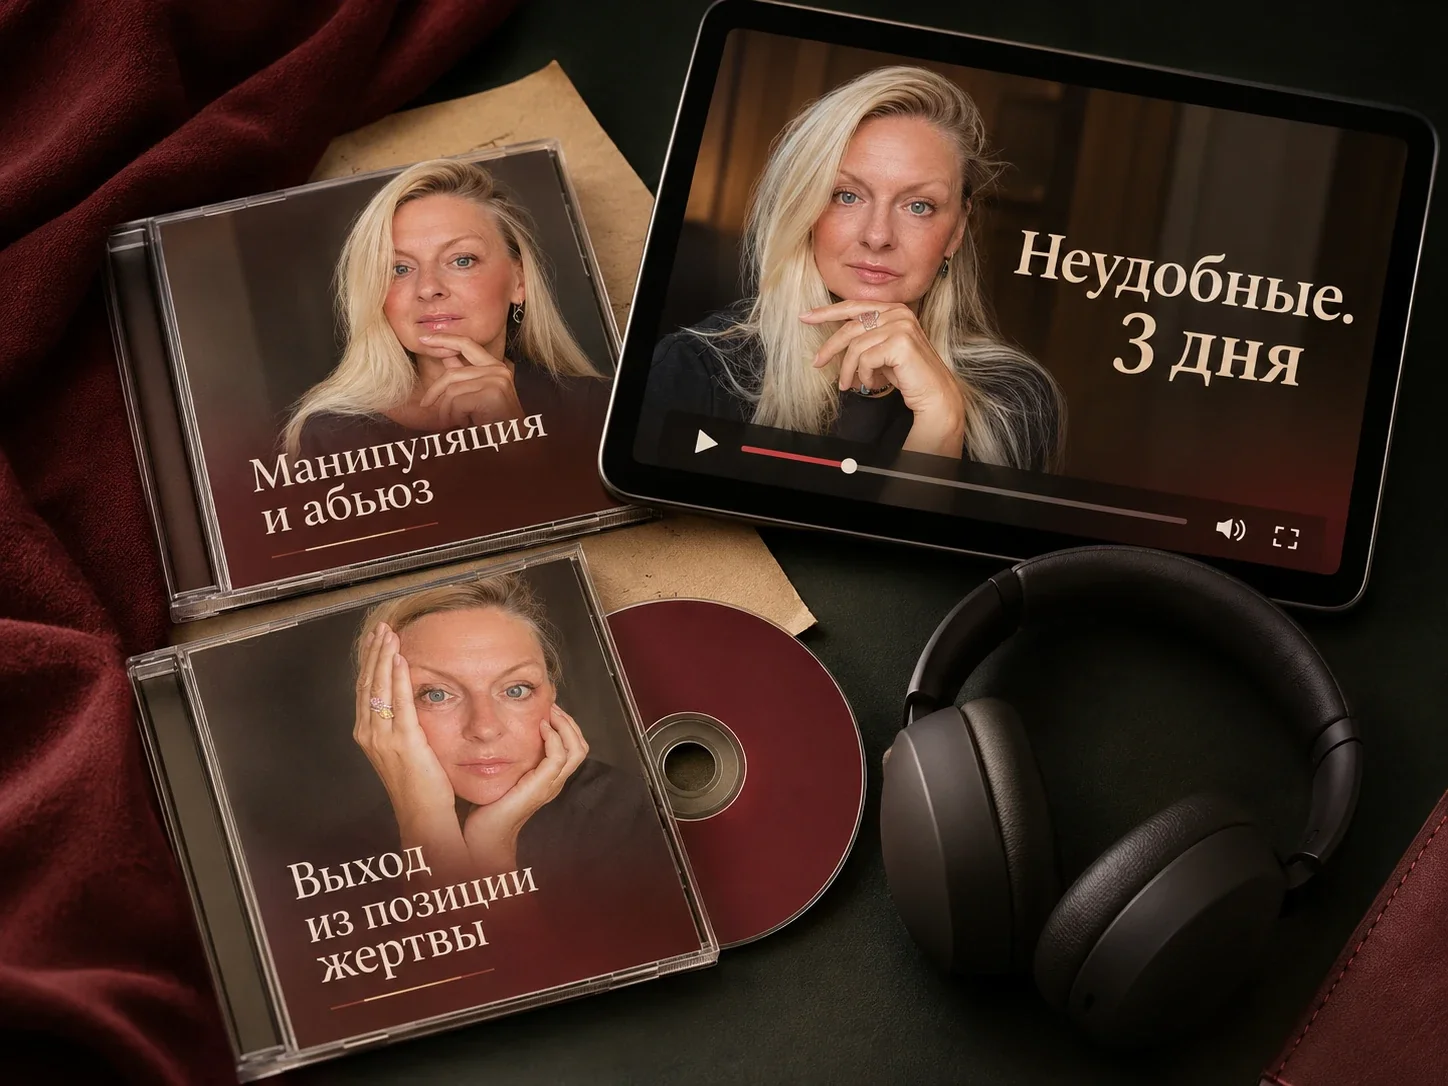 Манипуляция
и абьюз
Неудобные.
3 дня
Выход
из позиции
жертвы